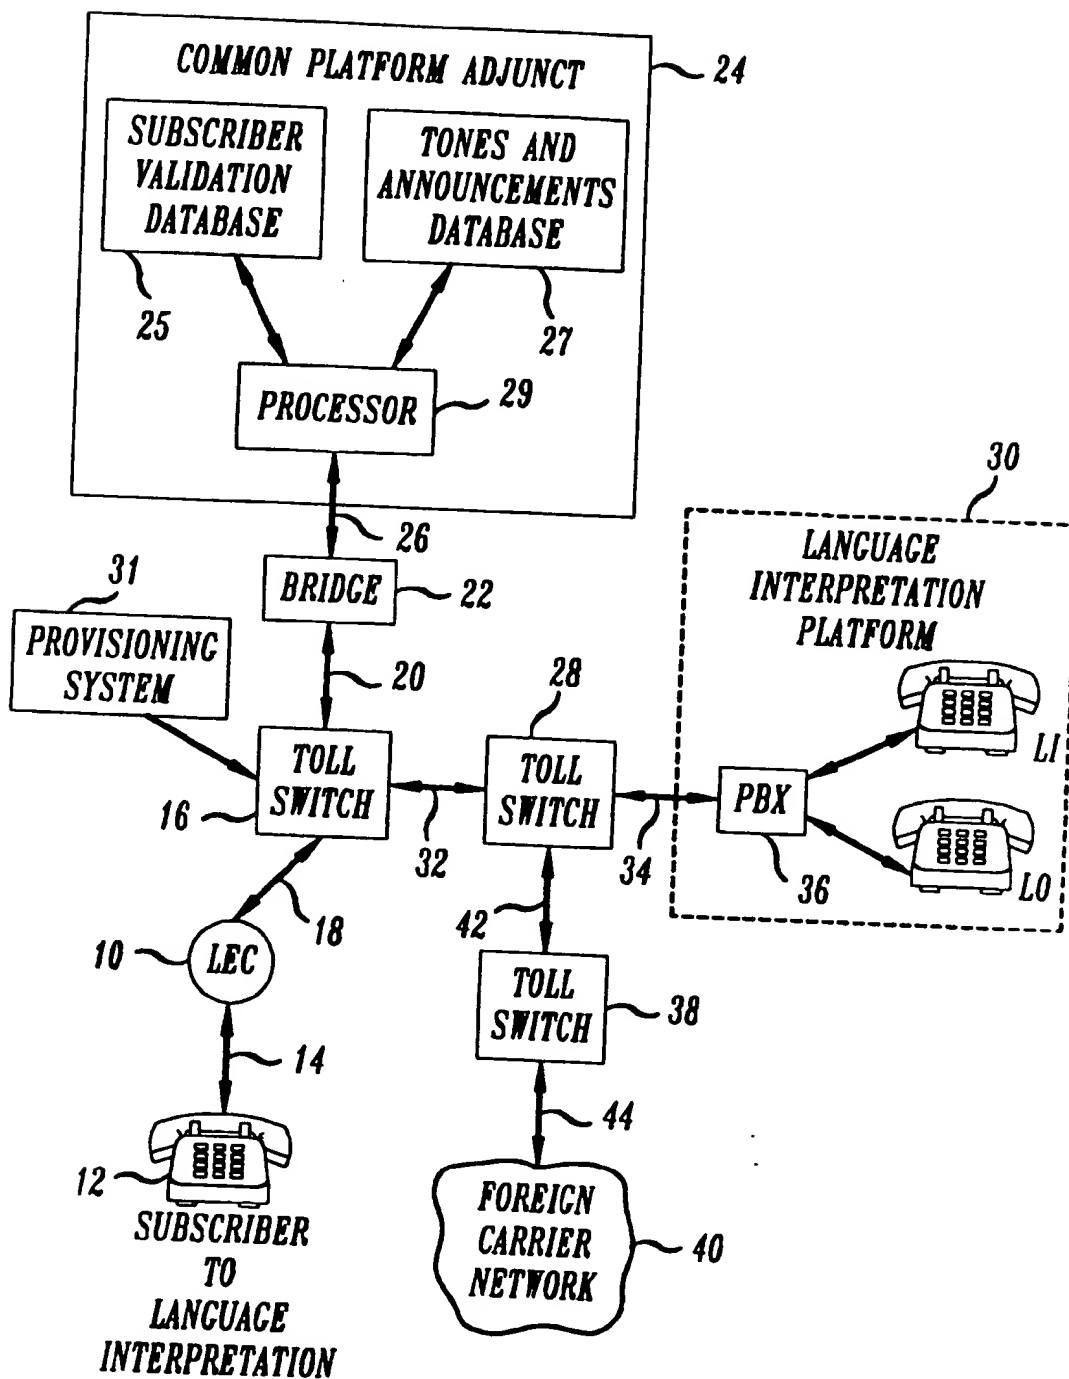 COMMON PLATFORM ADJUNCT
24
SUBSCRIBER
VALIDATION
DATABASE
TONES AND
ANNOUNCEMENTS
DATABASE
25
27
PROCESSOR
29
26
30
LANGUAGE
INTERPRETATION
PLATFORM
31
BRIDGE
22
PROVISIONING
SYSTEM
20
28
LI
TOLL
SWITCH
16
TOLL
SWITCH
32
34
PBX
36
LO
18
42
10
LEC
TOLL
SWITCH
38
14
44
12
SUBSCRIBER
TO
LANGUAGE
INTERPRETATION
FOREIGN
CARRIER
NETWORK
40